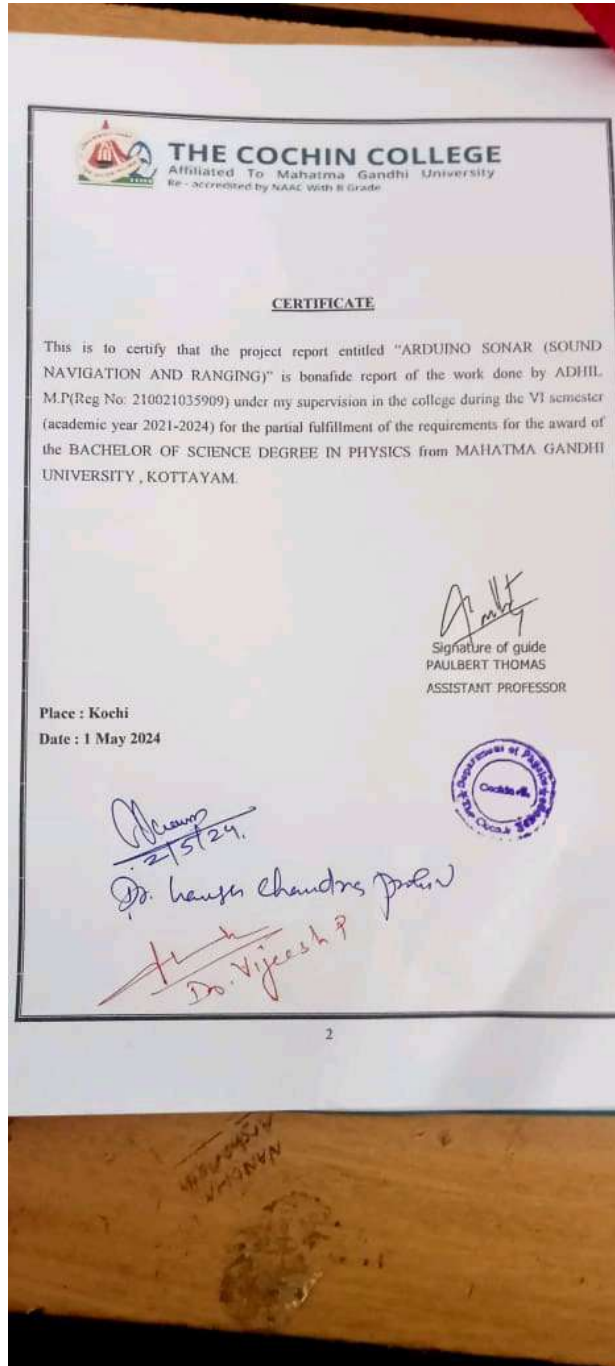 THE COCHIN COLLEGE
Affiliated To Mahatma Gandhi University
Re - accredited by NAAC With B Grade
CERTIFICATE
This is to certify that the project report entitled "ARDUINO SONAR (SOUND
NAVIGATION AND RANGING)" is bonafide report of the work done by ADHIL
M.P(Reg No: 210021035909) under my supervision in the college during the VI semester
(academic year 2021-2024) for the partial fulfillment of the requirements for the award of
the BACHELOR OF SCIENCE DEGREE IN PHYSICS from MAHATMA GANDHI
UNIVERSITY , KOTTAYAM.
Signature of guide
PAULBERT THOMAS
ASSISTANT PROFESSOR
Place : Kochi
Date : 1 May 2024
Department of Physics
2/5/24.
Dr. Chandra
Dr. Vijeesh P
2